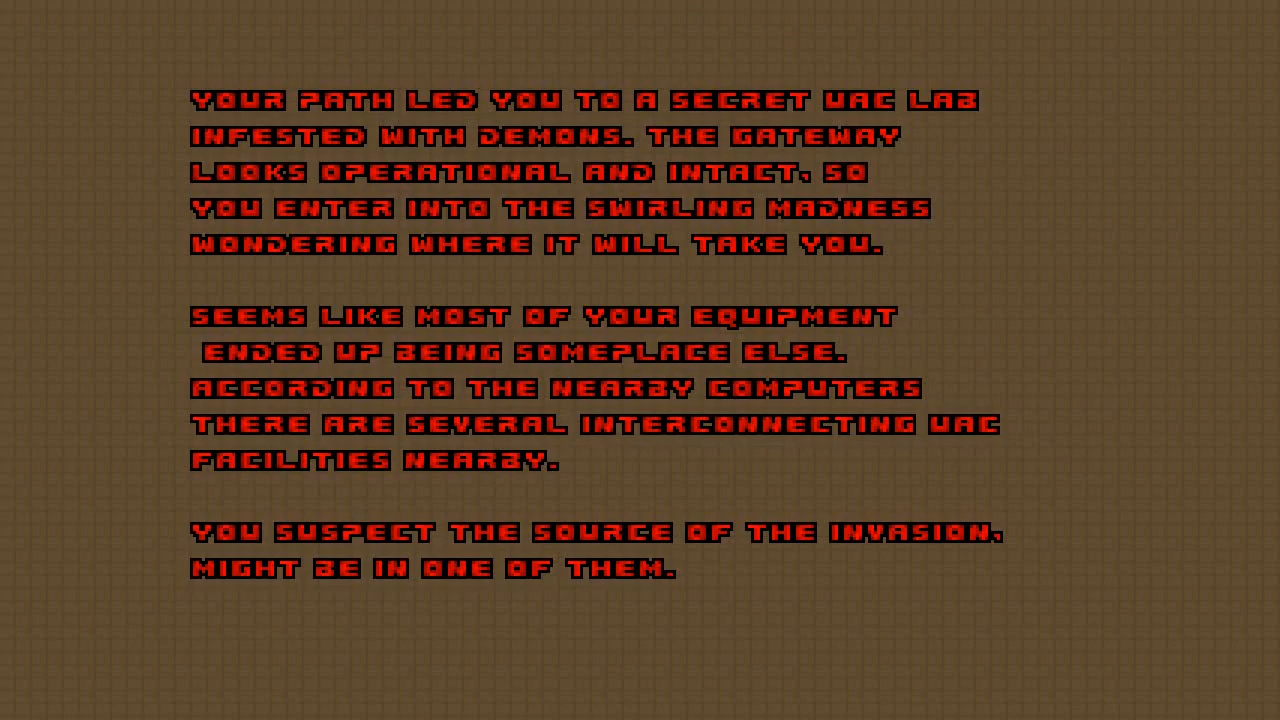 YOUR PATH LED YOU TO A SECRET UAC LAB
INFESTED WITH DEMONS. THE GATEWAY
LOOKS OPERATIONAL AND INTACT, SO
YOU ENTER INTO THE SWIRLING MADNESS
WONDERING WHERE IT WILL TAKE YOU.
SEEMS LIKE MOST OF YOUR EQUIPMENT
ENDED UP BEING SOMEPLACE ELSE.
ACCORDING TO THE NEARBY COMPUTERS
THERE ARE SEVERAL INTERCONNECTING UAC
FACILITIES NEARBY.
YOU SUSPECT THE SOURCE OF THE INVASION,
MIGHT BE IN ONE OF THEM.